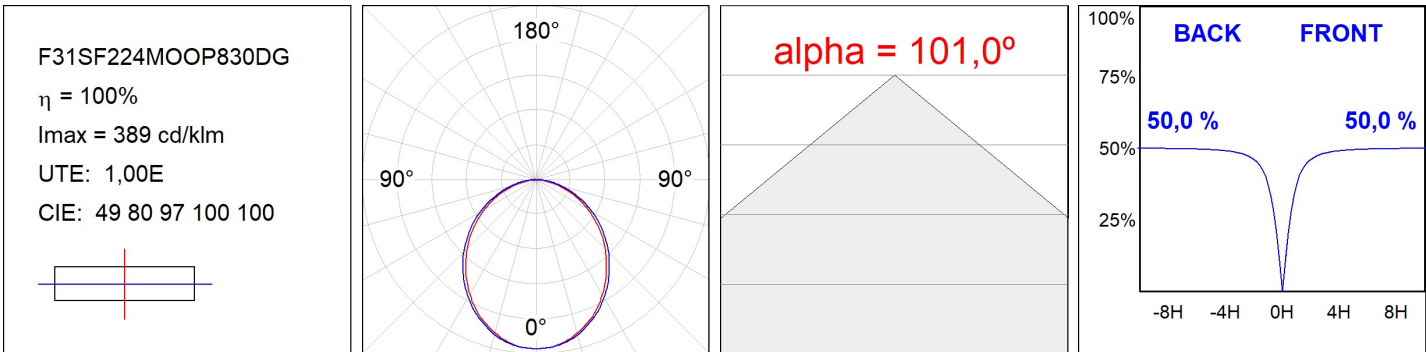 F31SF224MOOP830DG
η = 100%
Imax = 389 cd/klm
UTE: 1,00E
CIE: 49 80 97 100 100
180°
90° 90°
0°
alpha = 101,0º
100%
BACK FRONT
75%
50,0 % 50,0 %
50%
25%
-8H -4H 0H 4H 8H